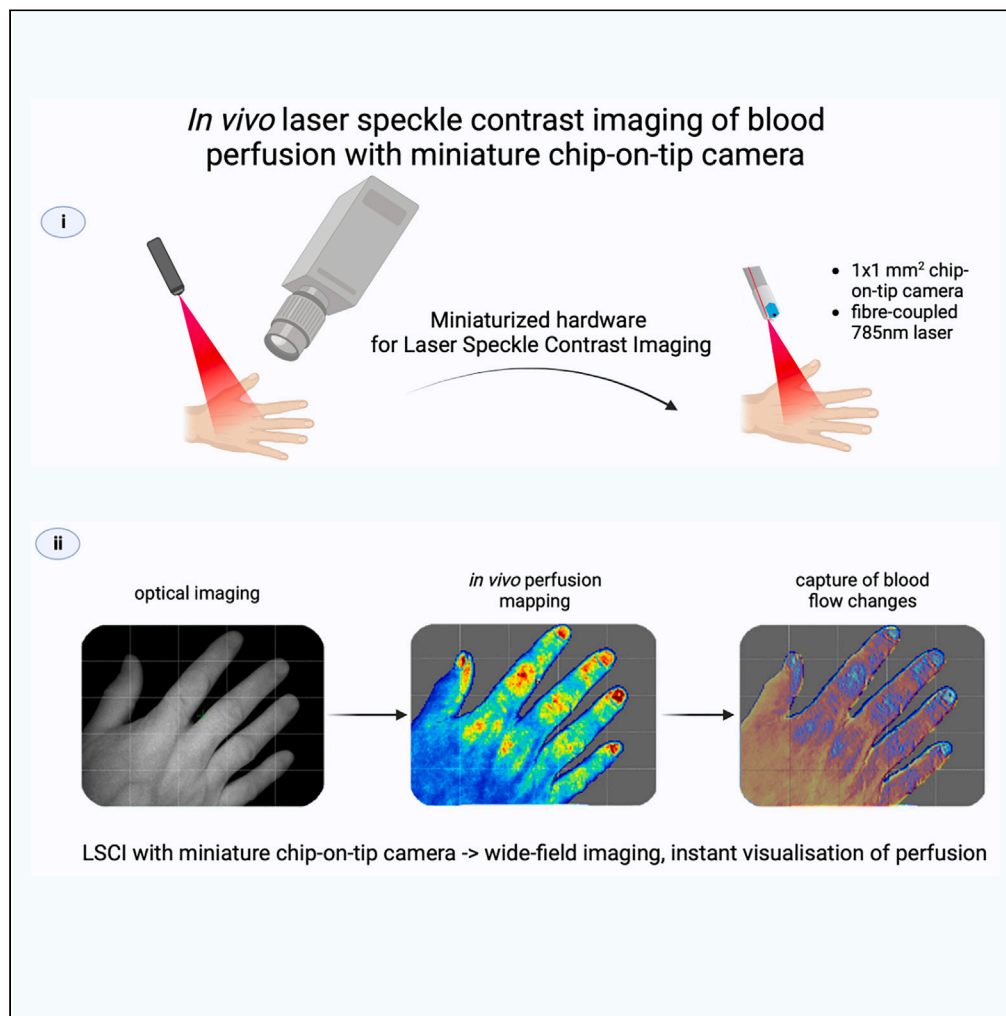 In vivo laser speckle contrast imaging of blood
perfusion with miniature chip-on-tip camera
i
Miniaturized hardware
for Laser Speckle Contrast Imaging
• 1x1 mm² chip-
on-tip camera
• fibre-coupled
785nm laser
ii
optical imaging
in vivo perfusion
mapping
capture of blood
flow changes
LSCI with miniature chip-on-tip camera -> wide-field imaging, instant visualisation of perfusion